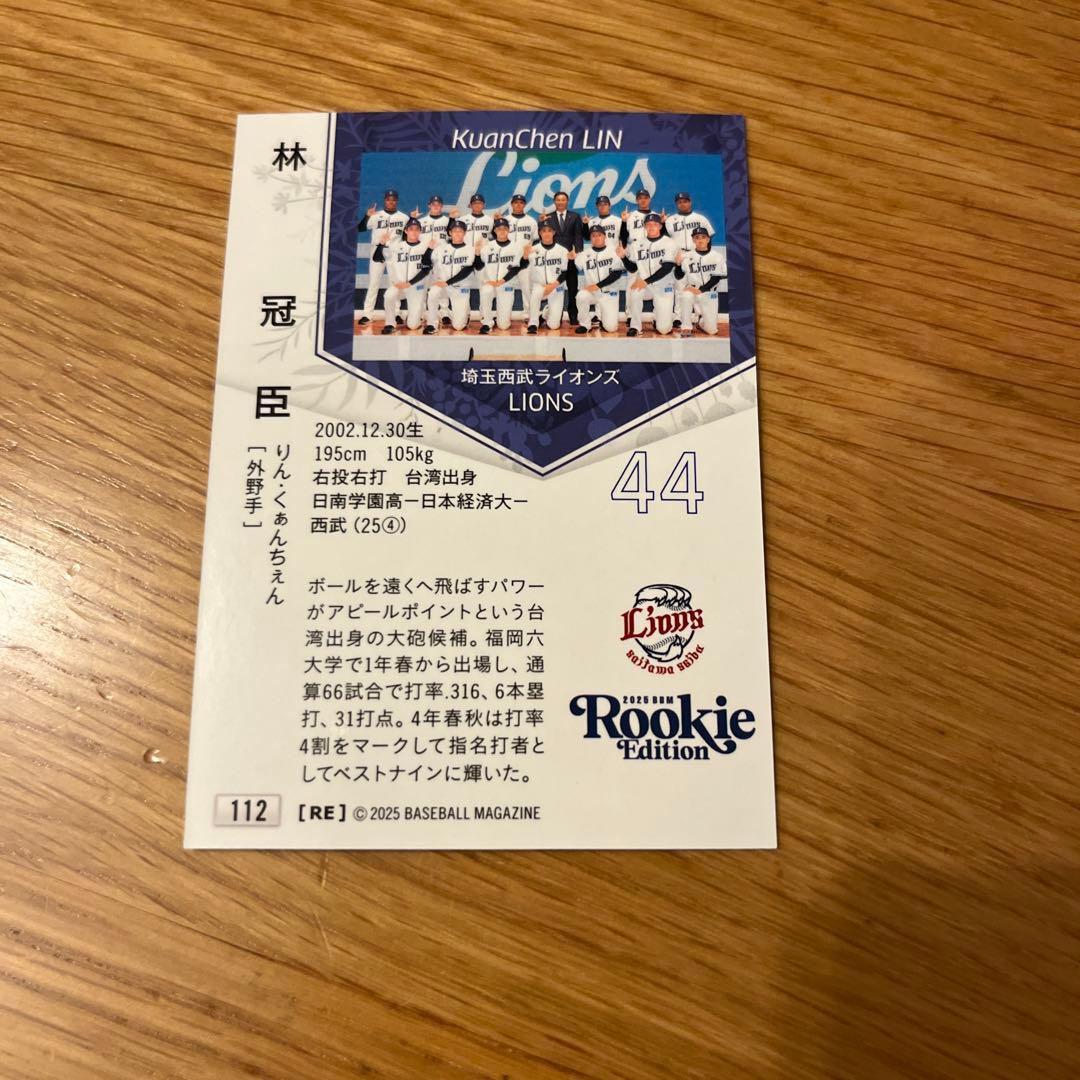 林冠臣
りん・くぁんちぇん
[外野手]
KuanChen LIN
Lions
埼玉西武ライオンズ
LIONS
2002.12.30生
195cm 105kg
右投右打 台湾出身
日南学園高ー日本経済大ー
西武 (25④)
44
ボールを遠くへ飛ばすパワー
がアピールポイントという台
湾出身の大砲候補。福岡六
大学で1年春から出場し、通
算66試合で打率.316、6本塁
打、31打点。4年春秋は打率
4割をマークして指名打者と
してベストナインに輝いた。
Lions
saitama seibu
2025 BBM
Rookie
Edition
112
[RE] © 2025 BASEBALL MAGAZINE